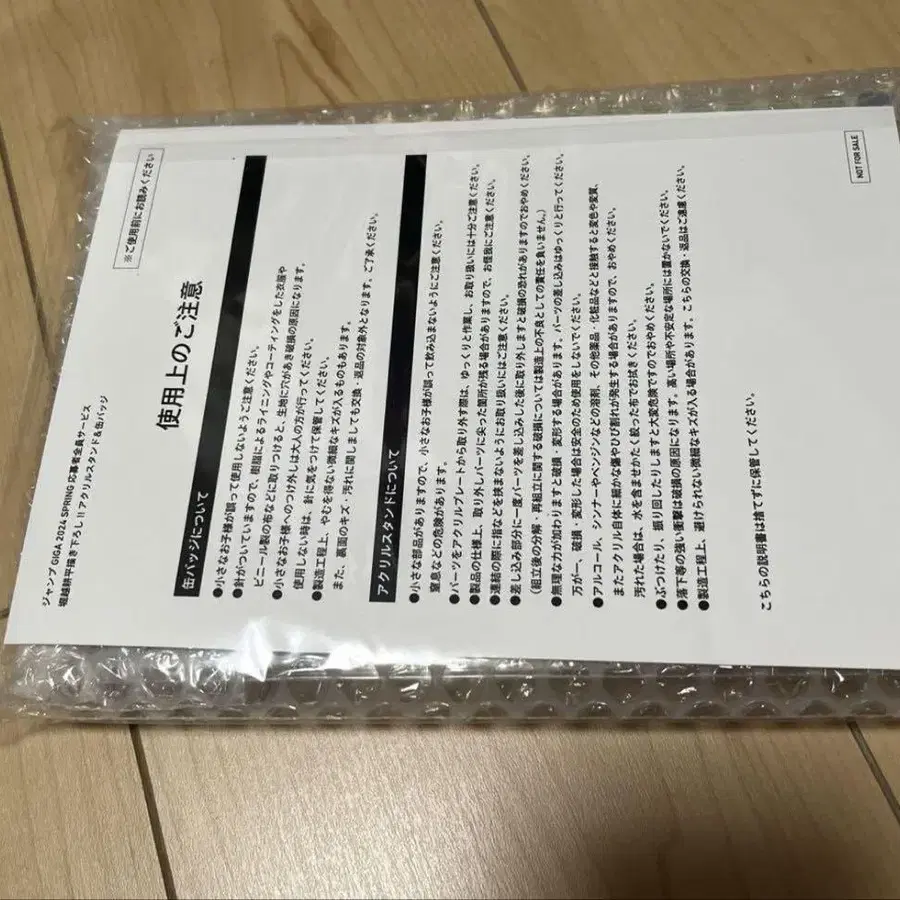 ジャンプ GIGA 2024 SPRING 応募者全員サービス
堀越耕平描き下ろし!!アクリルスタンド&缶バッジ
※ご使用前にお読みください
使用上のご注意
缶バッジについて
●小さなお子様が誤って使用しないようご注意ください。
●針がついていますので、樹脂によるライニングやコーティングをした衣服や
ビニール製の布などに取りつけると、生地に穴があき破損の原因になります。
●小さなお子様へのつけ外しは大人の方が行ってください。
使用しない時は、針に気をつけて保管してください。
●製造工程上、やむを得ない微細なキズが入るものもあります。
また、裏面のキズ・汚れに関しましても交換・返品の対象外となります、ご了承ください。
アクリルスタンドについて
●小さな部品がありますので、小さなお子様が誤って飲み込まないようにご注意ください。
窒息などの危険があります。
●パーツをアクリルプレートから取り外す際は、ゆっくりと作業し、お取り扱いには十分ご注意ください。
●製品の仕様上、取り外しパーツに尖った箇所が残る場合がありますので、お怪我にご注意ください。
●連結の際に指などを挟まないようにお取り扱いにはご注意ください。
●差し込み部分に一度パーツを差し込みした後に取り外しますと破損の恐れがありますのでおやめください。
(組立後の分解・再組立に関する破損については製造上の不良としての責任を負いません。)
●無理な力が加わりますと破損・変形する場合があります。パーツの差し込みはゆっくりと行ってください。
万が一、破損・変形した場合は安全のため使用をしないでください。
●アルコール、シンナーやベンジンなどの溶剤、その他薬品・化粧品などと接触すると変色や変質、
またアクリル自体に細かな傷やひび割れが発生する場合がありますので、おやめください。
汚れた場合は、水を含ませかたく絞った布でお拭きください。
●ぶつけたり、振り回したりしますと大変危険ですのでおやめください。
●落下等の強い衝撃は破損の原因になります。高い場所や不安定な場所には置かないでください。
●製造工程上、避けられない微細なキズが入る場合があります。こちらの交換・返品はご遠慮ください。
こちらの説明書は捨てずに保管してください。
NOT FOR SALE